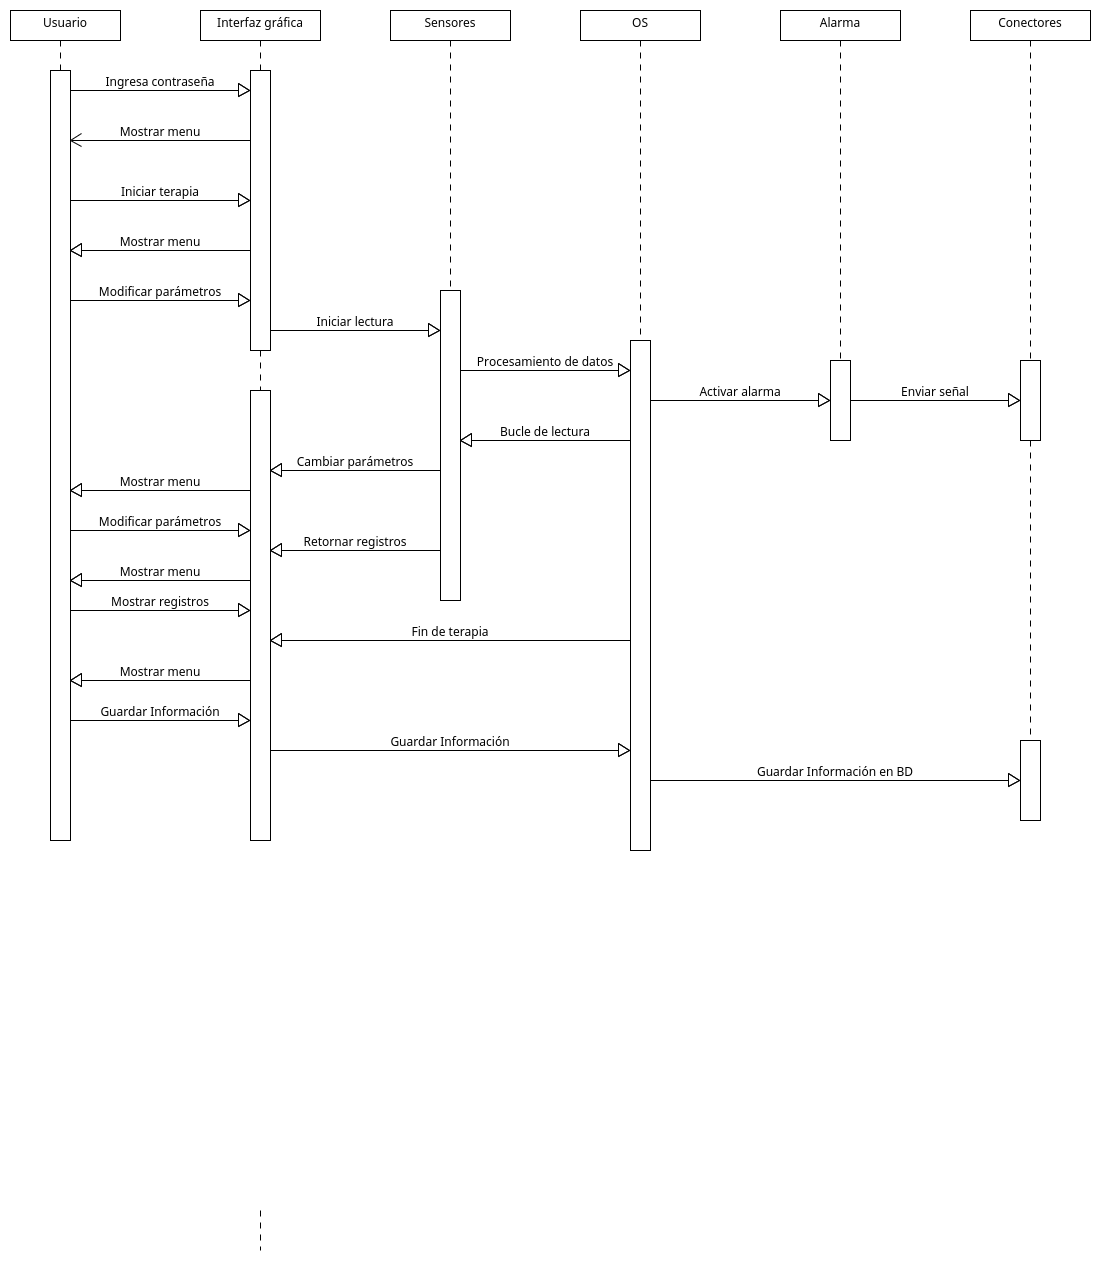 Usuario
Interfaz gráfica
Sensores
OS
Alarma
Conectores
Ingresa contraseña
Mostrar menu
Iniciar terapia
Mostrar menu
Modificar parámetros
Iniciar lectura
Procesamiento de datos
Activar alarma
Enviar señal
Bucle de lectura
Cambiar parámetros
Mostrar menu
Modificar parámetros
Retornar registros
Mostrar menu
Mostrar registros
Fin de terapia
Mostrar menu
Guardar Información
Guardar Información
Guardar Información en BD